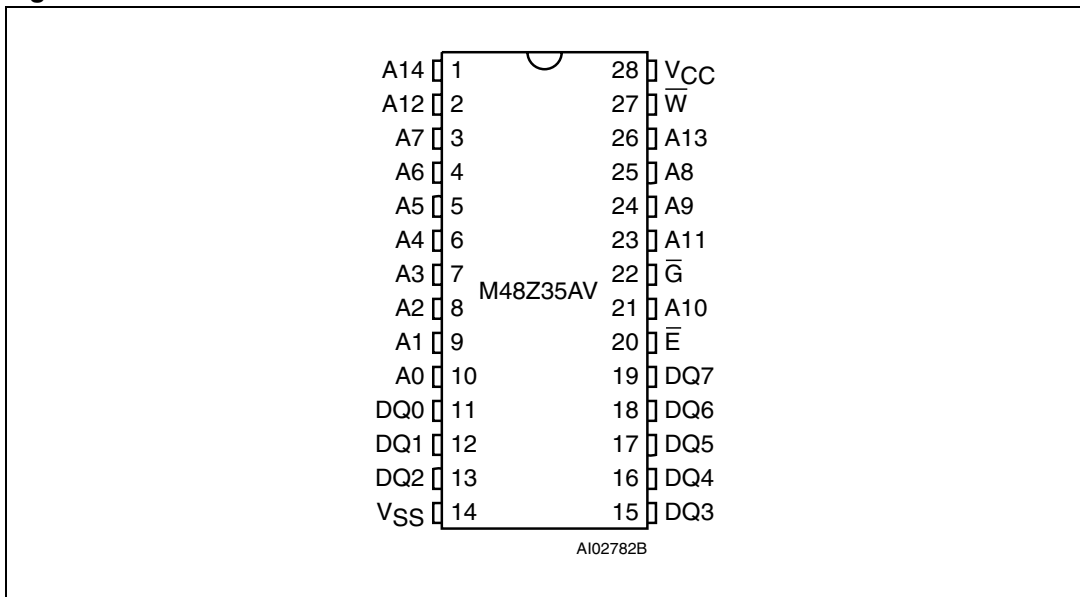 A14 1 28 VCC
A12 2 27 W̅
A7 3 26 A13
A6 4 25 A8
A5 5 24 A9
A4 6 23 A11
A3 7 22 G̅
M48Z35AV
A2 8 21 A10
A1 9 20 E̅
A0 10 19 DQ7
DQ0 11 18 DQ6
DQ1 12 17 DQ5
DQ2 13 16 DQ4
VSS 14 15 DQ3
AI02782B